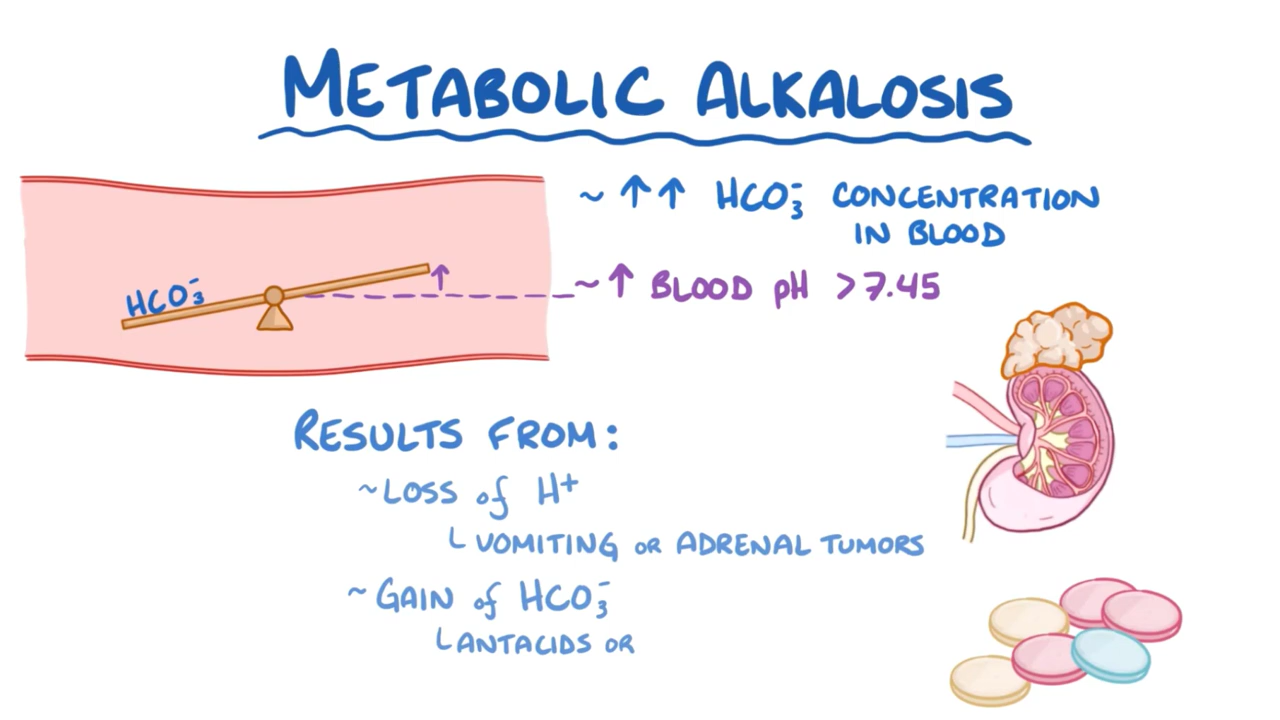 METABOLIC ALKALOSIS
~ ↑↑ HCO₃⁻ CONCENTRATION
IN BLOOD
HCO₃⁻
↑
~ ↑ BLOOD pH >7.45
RESULTS FROM:
~ LOSS of H⁺
└ VOMITING OR ADRENAL TUMORS
~ GAIN of HCO₃⁻
└ ANTACIDS OR